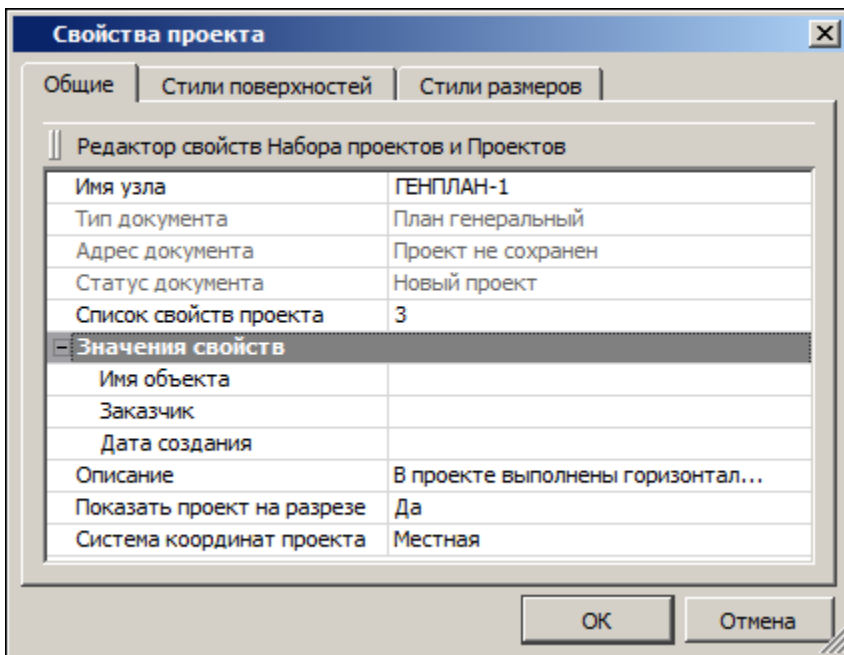 Свойства проекта
Общие Стили поверхностей Стили размеров
Редактор свойств Набора проектов и Проектов
Имя узла ГЕНПЛАН-1
Тип документа План генеральный
Адрес документа Проект не сохранен
Статус документа Новый проект
Список свойств проекта 3
Значения свойств
Имя объекта
Заказчик
Дата создания
Описание В проекте выполнены горизонтал...
Показать проект на разрезе Да
Система координат проекта Местная
ОК Отмена